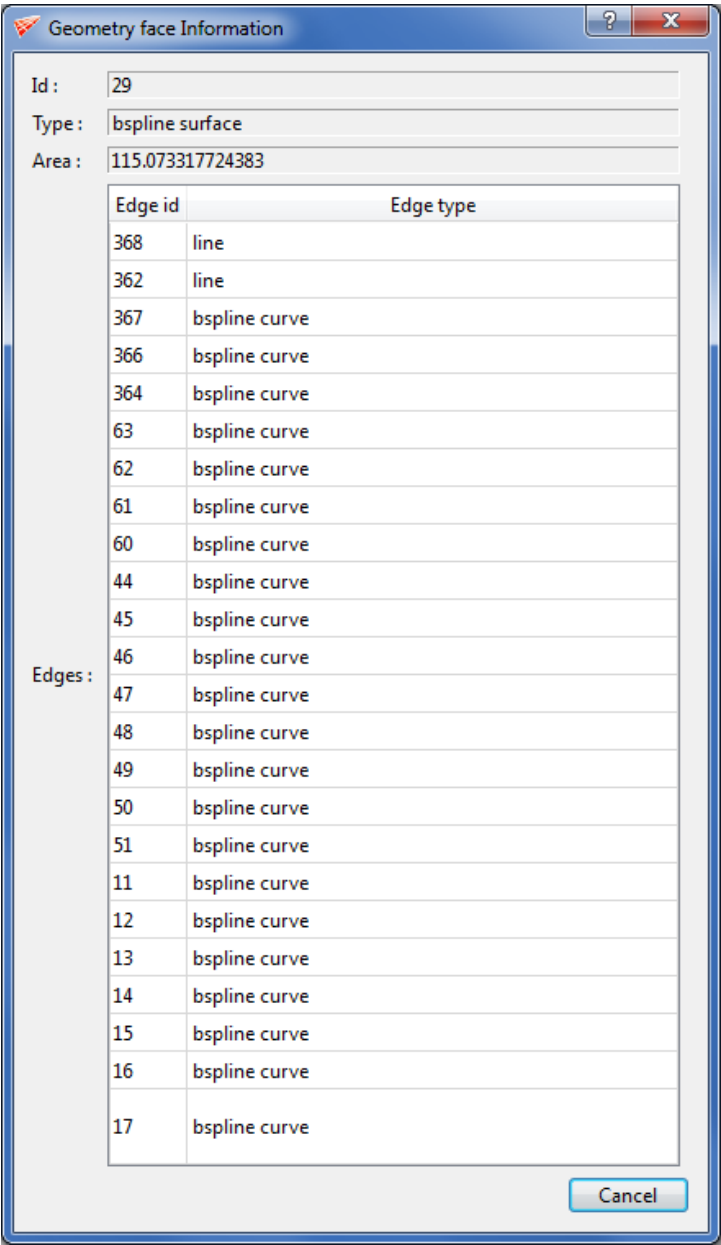 Geometry face Information
?
X
Id : 29
Type : bspline surface
Area : 115.073317724383
Edge id Edge type
368 line
362 line
367 bspline curve
366 bspline curve
364 bspline curve
63 bspline curve
62 bspline curve
61 bspline curve
60 bspline curve
44 bspline curve
45 bspline curve
46 bspline curve
Edges :
47 bspline curve
48 bspline curve
49 bspline curve
50 bspline curve
51 bspline curve
11 bspline curve
12 bspline curve
13 bspline curve
14 bspline curve
15 bspline curve
16 bspline curve
17 bspline curve
Cancel